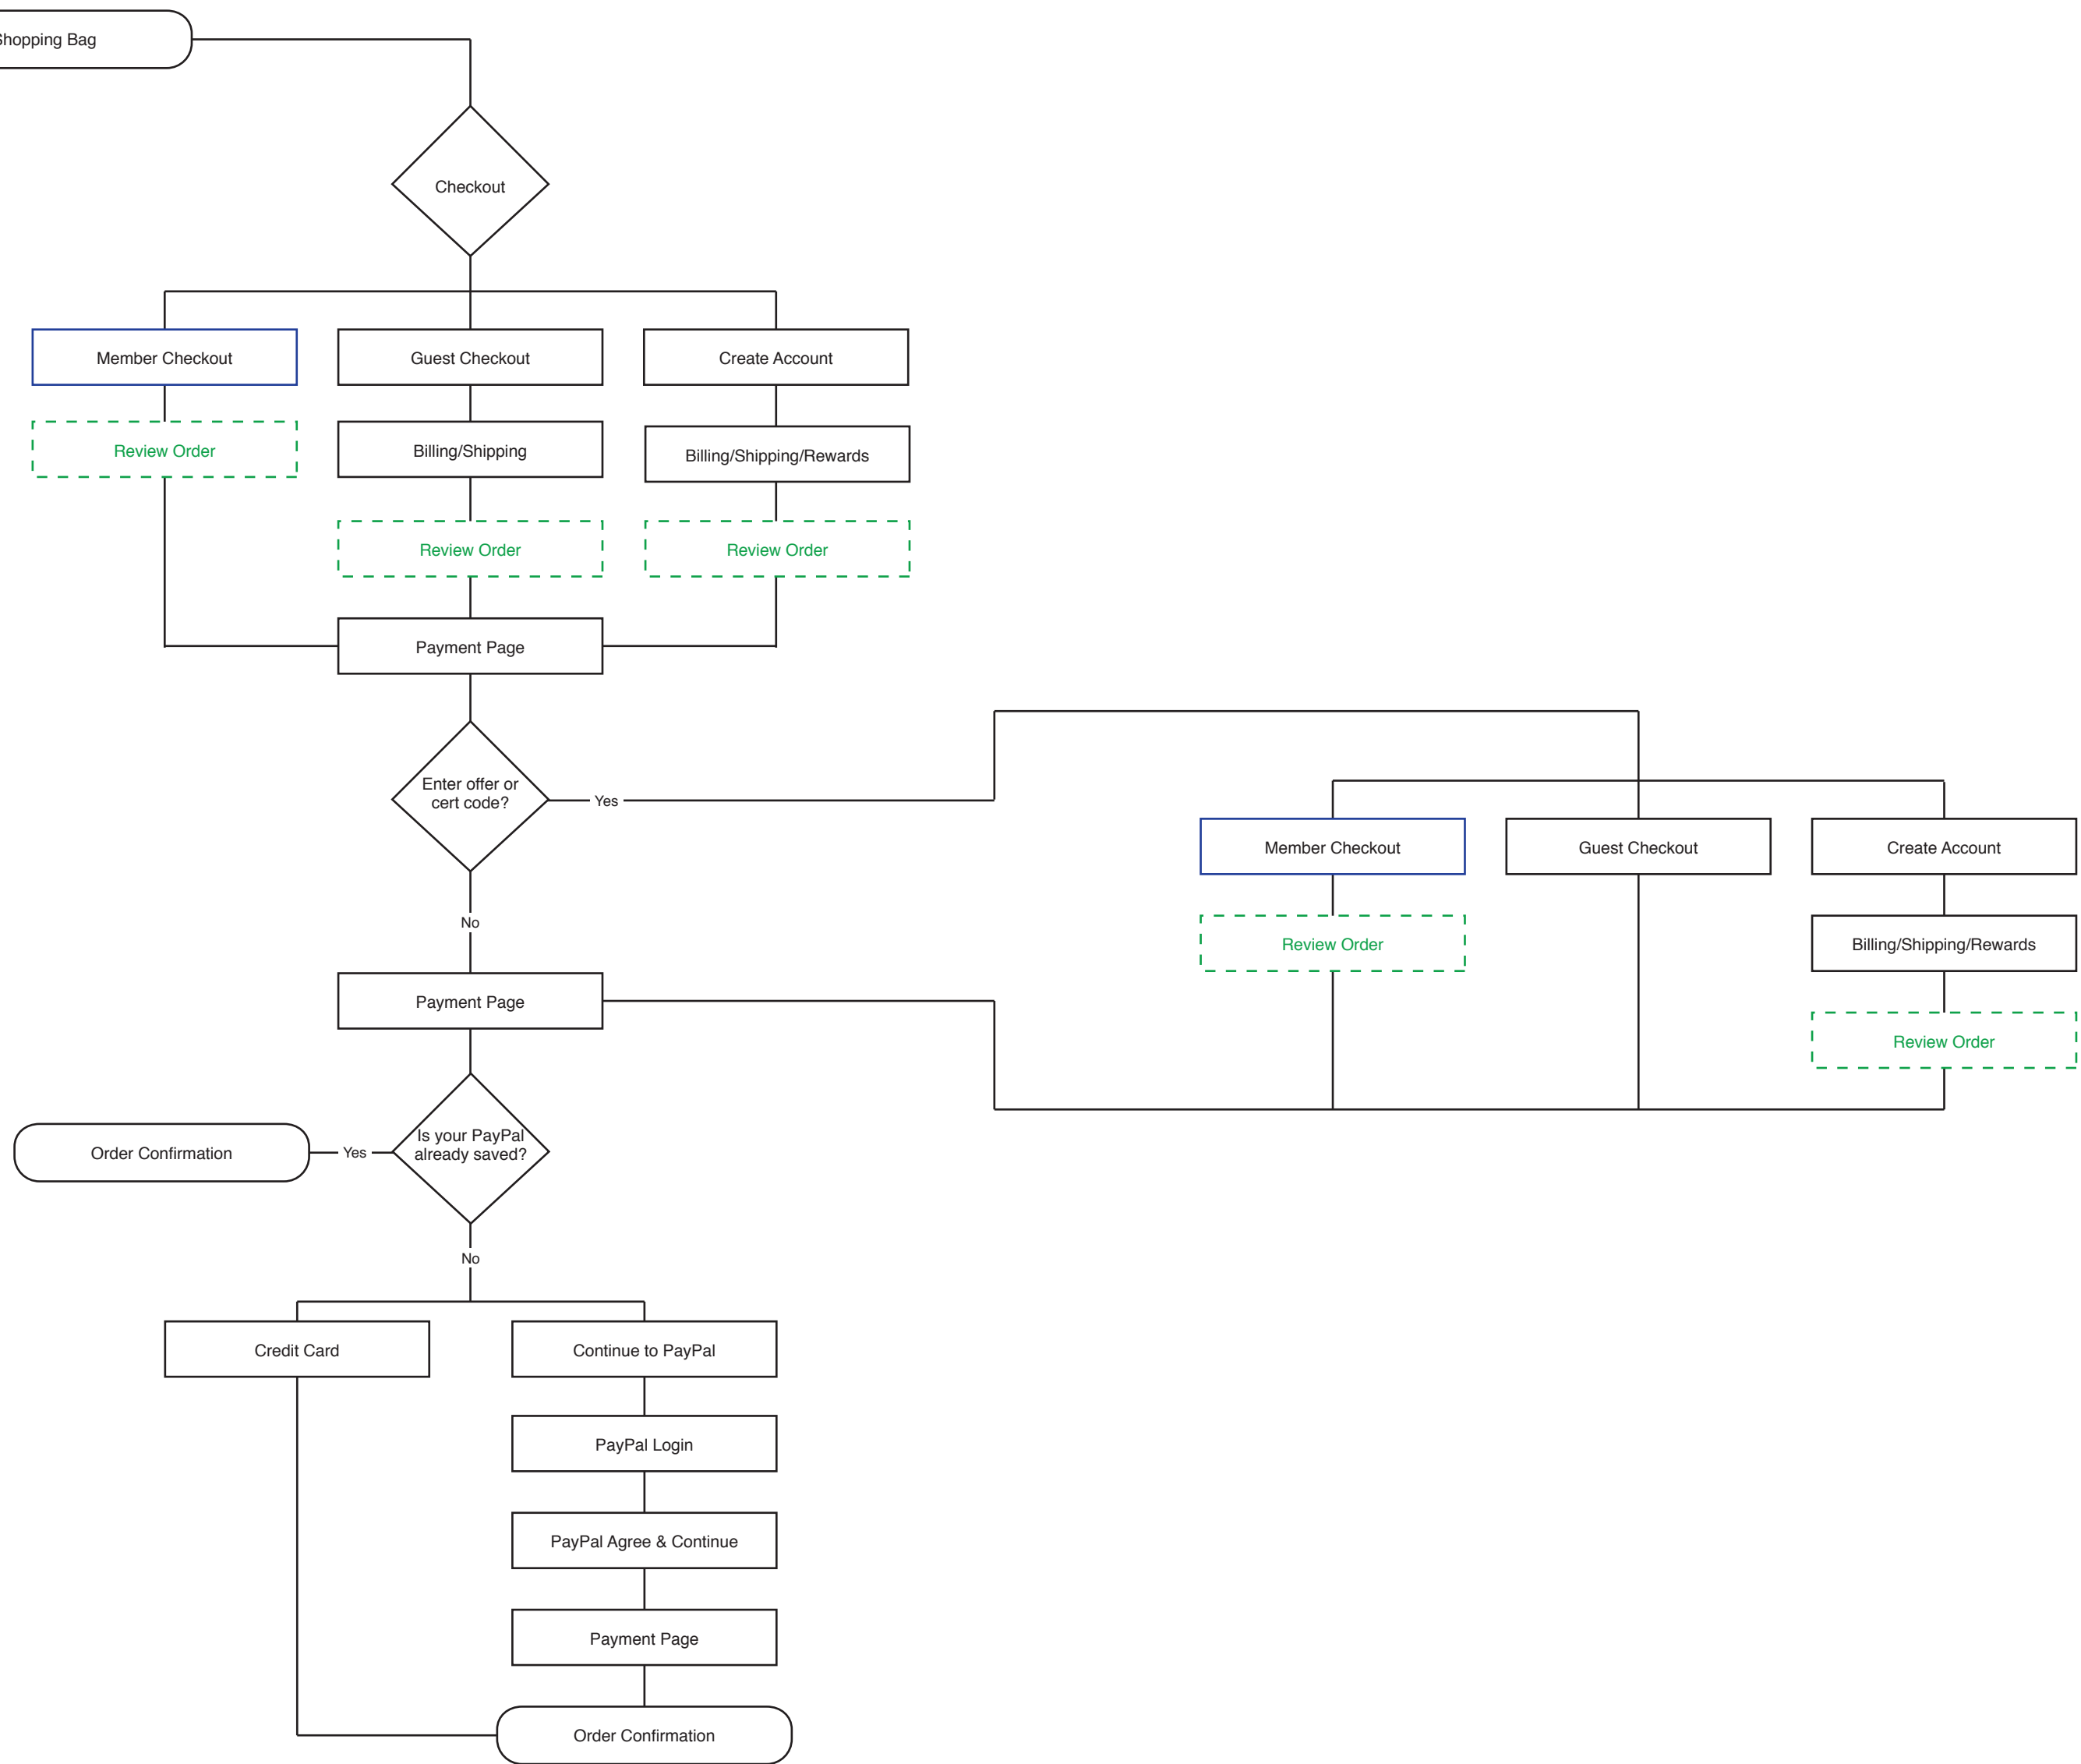 Shopping Bag
Checkout
Member Checkout
Guest Checkout
Create Account
Review Order
Billing/Shipping
Billing/Shipping/Rewards
Review Order
Review Order
Payment Page
Enter offer or
cert code?
Yes
Member Checkout
Guest Checkout
Create Account
No
Review Order
Billing/Shipping/Rewards
Payment Page
Review Order
Order Confirmation
Yes
Is your PayPal
already saved?
No
Credit Card
Continue to PayPal
PayPal Login
PayPal Agree & Continue
Payment Page
Order Confirmation